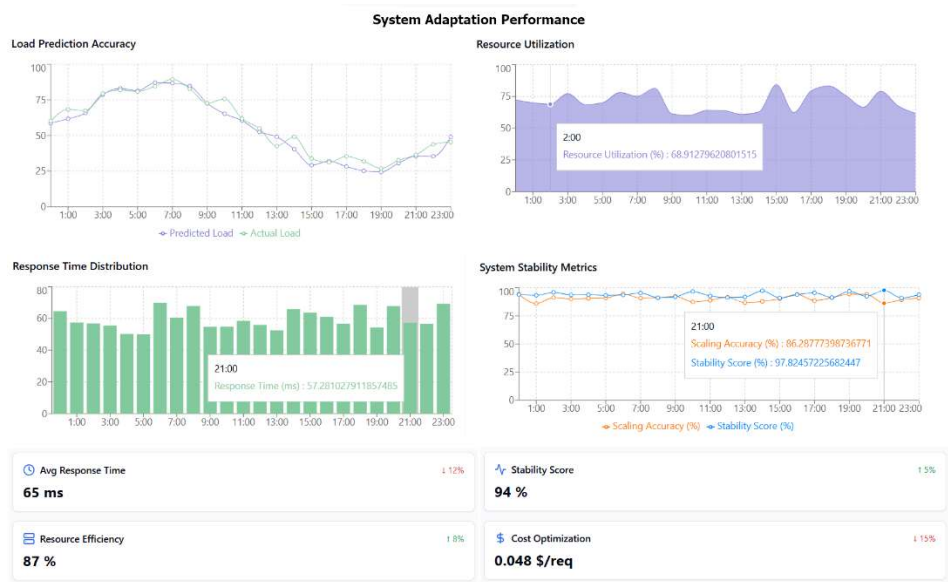 System Adaptation Performance
Load Prediction Accuracy
100
75
50
25
0
1:00 3:00 5:00 7:00 9:00 11:00 13:00 15:00 17:00 19:00 21:00 23:00
Predicted Load Actual Load
Resource Utilization
100
75
50
25
0
2:00
Resource Utilization (%) : 68.91279620801515
1:00 3:00 5:00 7:00 9:00 11:00 13:00 15:00 17:00 19:00 21:00 23:00
Response Time Distribution
80
60
40
20
0
21:00
Response Time (ms) : 57.281027911857485
1:00 3:00 5:00 7:00 9:00 11:00 13:00 15:00 17:00 19:00 21:00 23:00
System Stability Metrics
100
75
50
25
0
21:00
Scaling Accuracy (%) : 86.28777398736771
Stability Score (%) : 97.82457225682447
1:00 3:00 5:00 7:00 9:00 11:00 13:00 15:00 17:00 19:00 21:00 23:00
Scaling Accuracy (%) Stability Score (%)
Avg Response Time ↓ 12%
65 ms
Stability Score ↑ 5%
94 %
Resource Efficiency ↑ 8%
87 %
Cost Optimization ↓ 15%
0.048 $/req